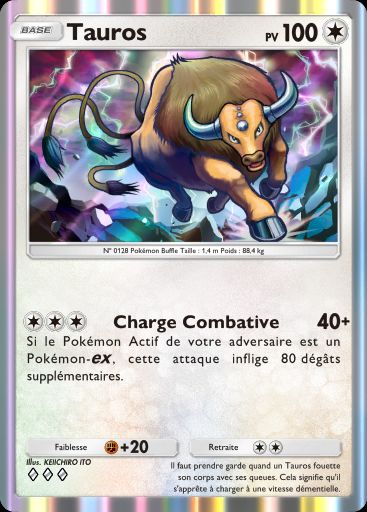 BASE Tauros PV 100
N° 0128 Pokémon Buffle Taille : 1,4 m Poids : 88,4 kg
Charge Combative 40+
Si le Pokémon Actif de votre adversaire est un
Pokémon-ex, cette attaque inflige 80 dégâts
supplémentaires.
Faiblesse +20 Retraite
Illus. KEIICHIRO ITO
Il faut prendre garde quand un Tauros fouette
son corps avec ses queues. Cela signifie qu'il
s'apprête à charger à une vitesse démentielle.